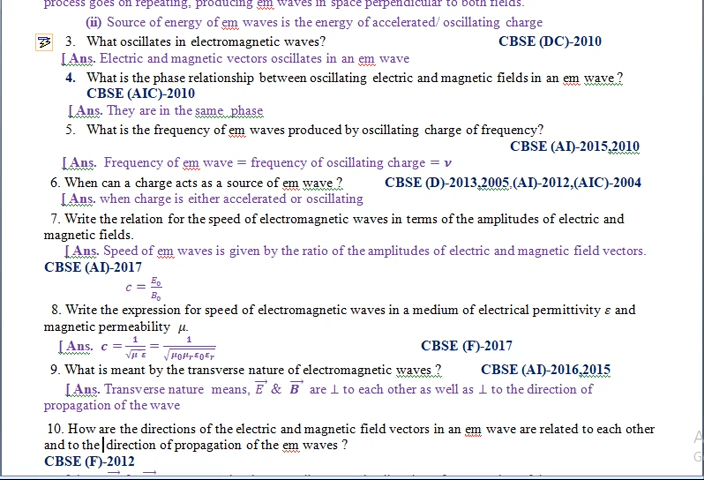 process goes on repeating, producing em waves in space perpendicular to both fields.
(ii) Source of energy of em waves is the energy of accelerated/ oscillating charge
3. What oscillates in electromagnetic waves? CBSE (DC)-2010
[Ans. Electric and magnetic vectors oscillates in an em wave
4. What is the phase relationship between oscillating electric and magnetic fields in an em wave ?
CBSE (AIC)-2010
[Ans. They are in the same phase
5. What is the frequency of em waves produced by oscillating charge of frequency?
CBSE (AI)-2015,2010
[Ans. Frequency of em wave = frequency of oscillating charge = ν
6. When can a charge acts as a source of em wave ? CBSE (D)-2013,2005,(AI)-2012,(AIC)-2004
[Ans. when charge is either accelerated or oscillating
7. Write the relation for the speed of electromagnetic waves in terms of the amplitudes of electric and
magnetic fields.
[Ans. Speed of em waves is given by the ratio of the amplitudes of electric and magnetic field vectors.
CBSE (AI)-2017
c = E₀/B₀
8. Write the expression for speed of electromagnetic waves in a medium of electrical permittivity ε and
magnetic permeability μ.
[Ans. c = 1/√(μ ε) = 1/√(μ₀μᵣε₀εᵣ) CBSE (F)-2017
9. What is meant by the transverse nature of electromagnetic waves ? CBSE (AI)-2016,2015
[Ans. Transverse nature means, E⃗ & B⃗ are ⊥ to each other as well as ⊥ to the direction of
propagation of the wave
10. How are the directions of the electric and magnetic field vectors in an em wave are related to each other
and to the direction of propagation of the em waves ?
CBSE (F)-2012